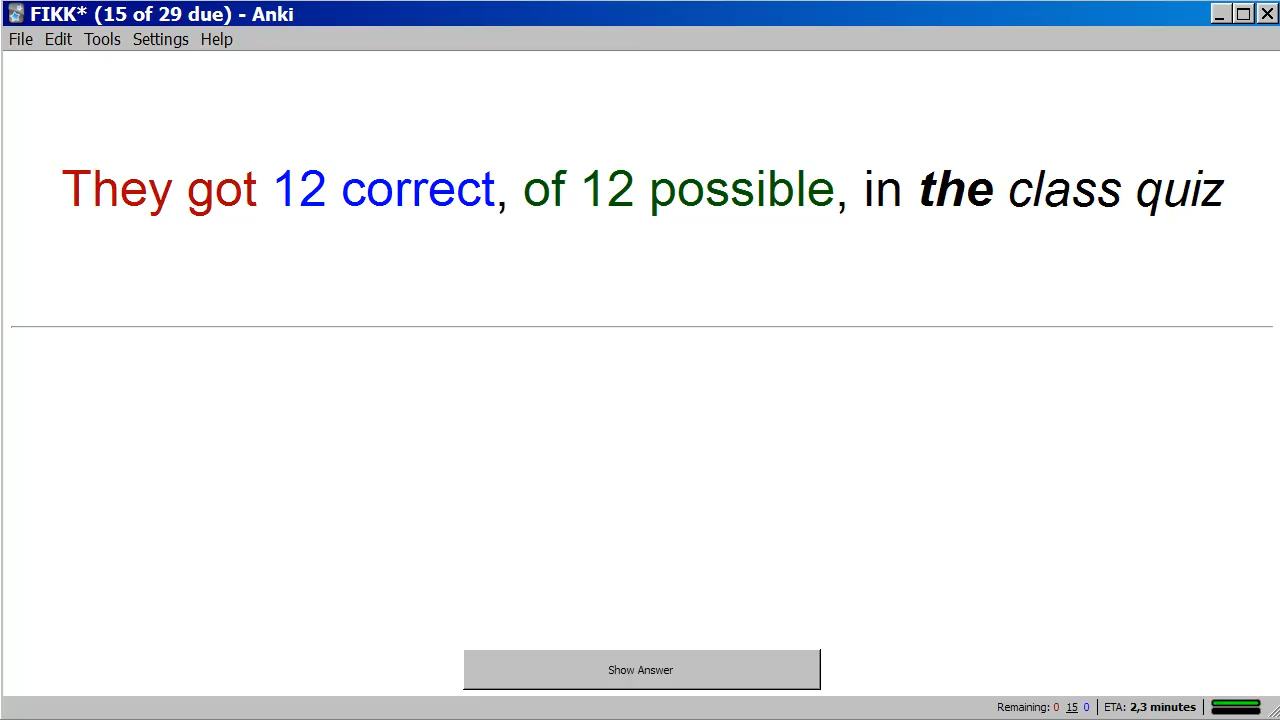 FIKK* (15 of 29 due) - Anki
File Edit Tools Settings Help
They got 12 correct, of 12 possible, in the class quiz
Show Answer
Remaining: 0 15 0 ETA: 2,3 minutes